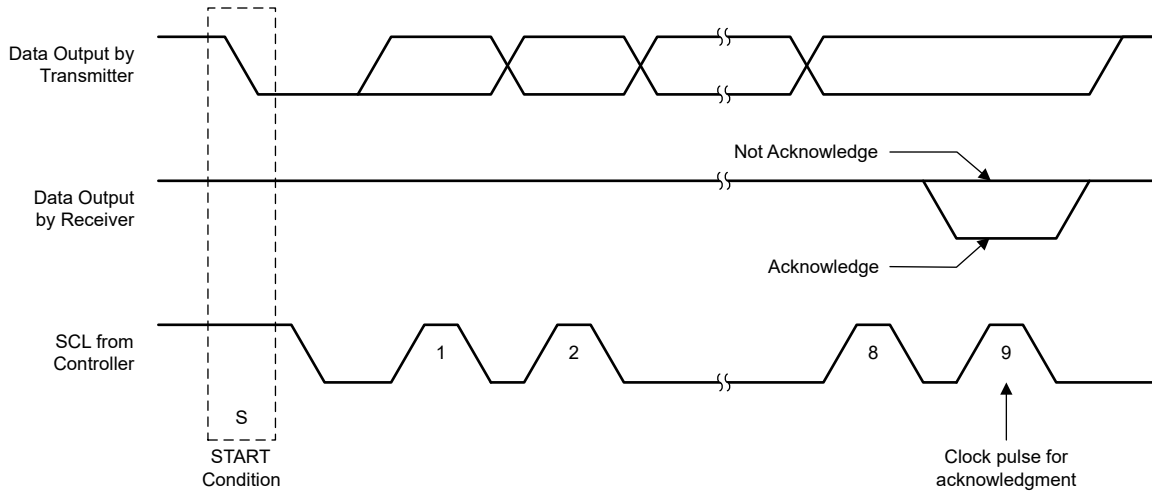 Data Output by
Transmitter
Not Acknowledge
Data Output
by Receiver
Acknowledge
SCL from
Controller
1
2
8
9
S
START
Condition
Clock pulse for
acknowledgment